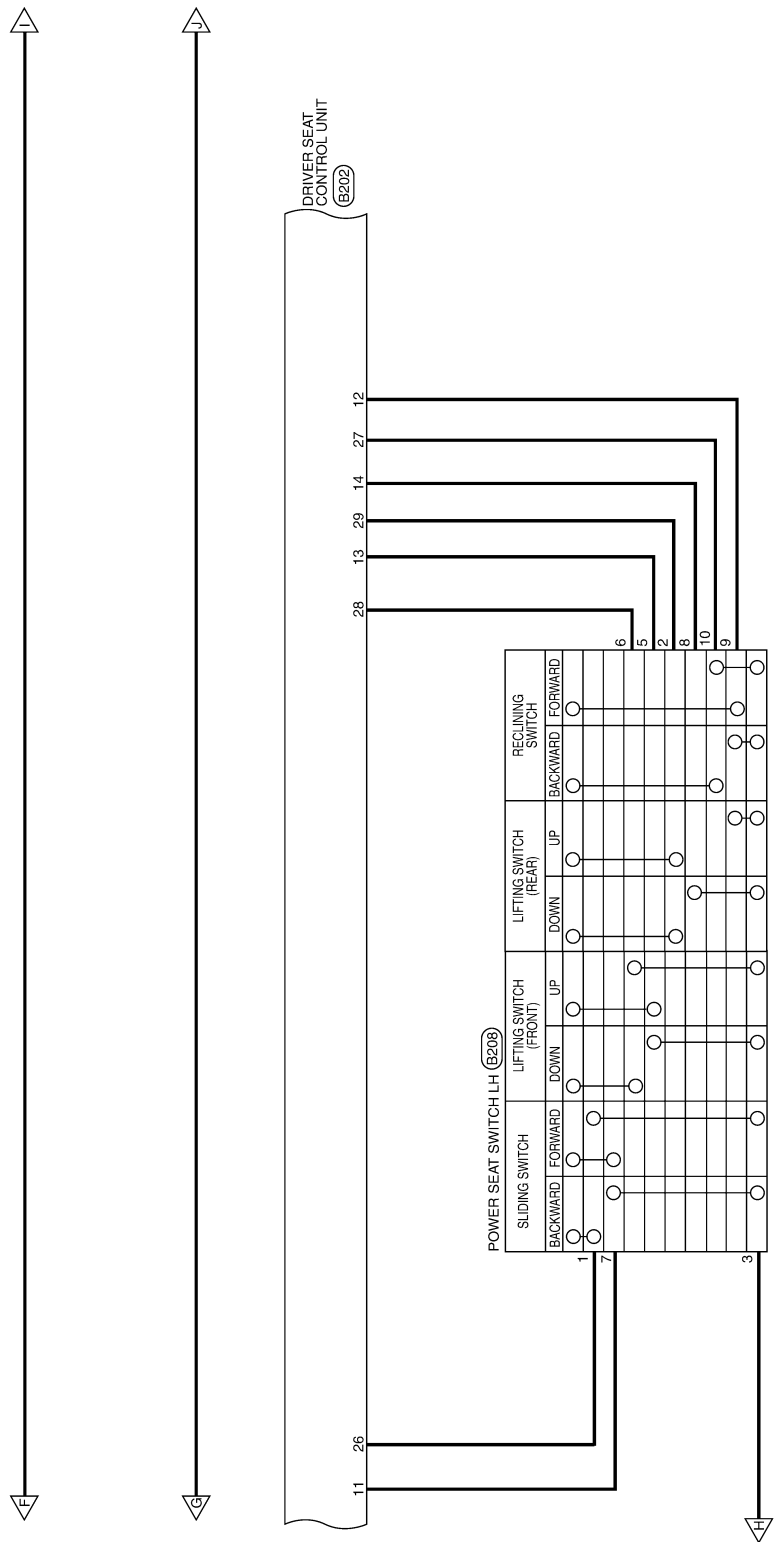 I
J
DRIVER SEAT
CONTROL UNIT
B202
12
27
14
29
13
28
26
11
6
5
2
8
10
9
POWER SEAT SWITCH LH B208
SLIDING SWITCH
LIFTING SWITCH
(FRONT)
LIFTING SWITCH
(REAR)
RECLINING
SWITCH
BACKWARD
FORWARD
DOWN
UP
DOWN
UP
BACKWARD
FORWARD
1
7
3
F
G
H